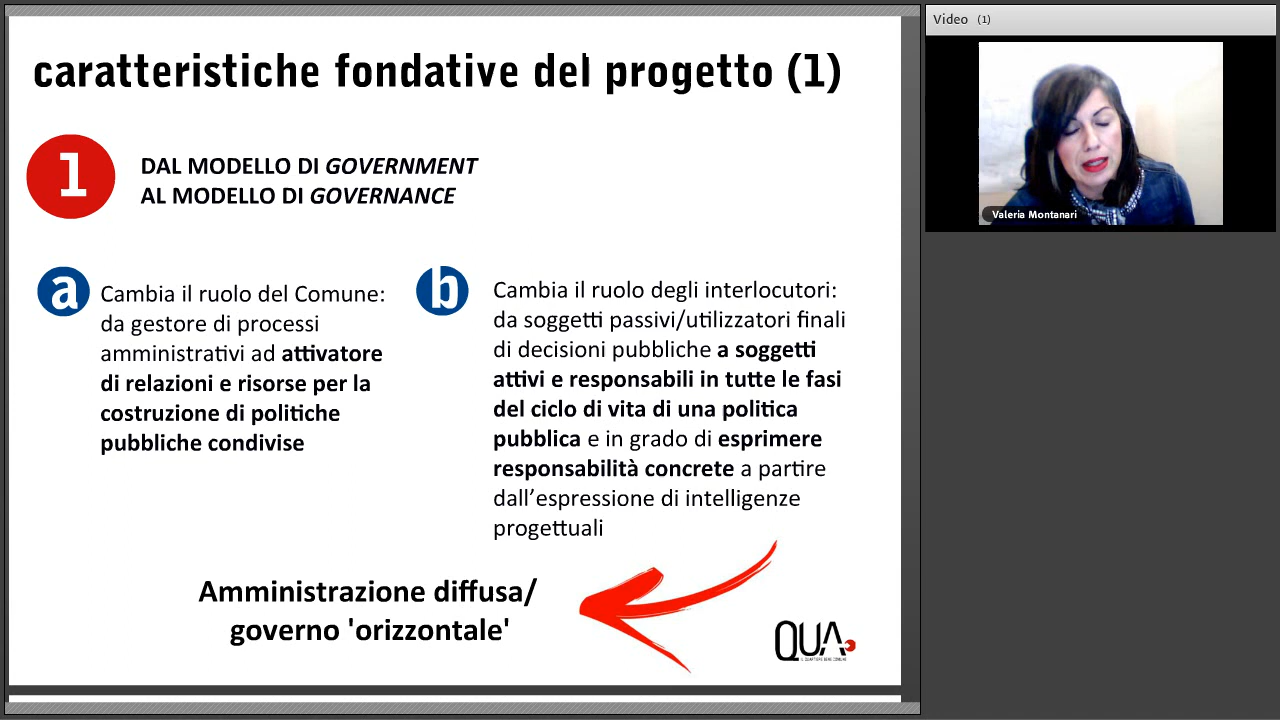 caratteristiche fondative del progetto (1)
1
DAL MODELLO DI GOVERNMENT
AL MODELLO DI GOVERNANCE
a
Cambia il ruolo del Comune:
da gestore di processi
amministrativi ad attivatore
di relazioni e risorse per la
costruzione di politiche
pubbliche condivise
b
Cambia il ruolo degli interlocutori:
da soggetti passivi/utilizzatori finali
di decisioni pubbliche a soggetti
attivi e responsabili in tutte le fasi
del ciclo di vita di una politica
pubblica e in grado di esprimere
responsabilità concrete a partire
dall’espressione di intelligenze
progettuali
Amministrazione diffusa/
governo 'orizzontale'
QUA
IL QUARTIERE BENE COMUNE
Video (1)
Valeria Montanari